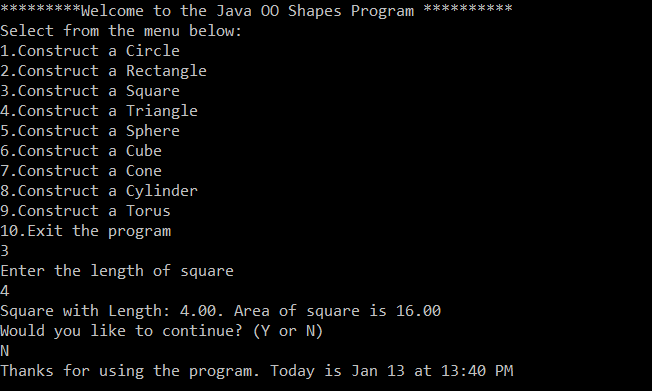 *********Welcome to the Java OO Shapes Program **********
Select from the menu below:
1.Construct a Circle
2.Construct a Rectangle
3.Construct a Square
4.Construct a Triangle
5.Construct a Sphere
6.Construct a Cube
7.Construct a Cone
8.Construct a Cylinder
9.Construct a Torus
10.Exit the program
3
Enter the length of square
4
Square with Length: 4.00. Area of square is 16.00
Would you like to continue? (Y or N)
N
Thanks for using the program. Today is Jan 13 at 13:40 PM